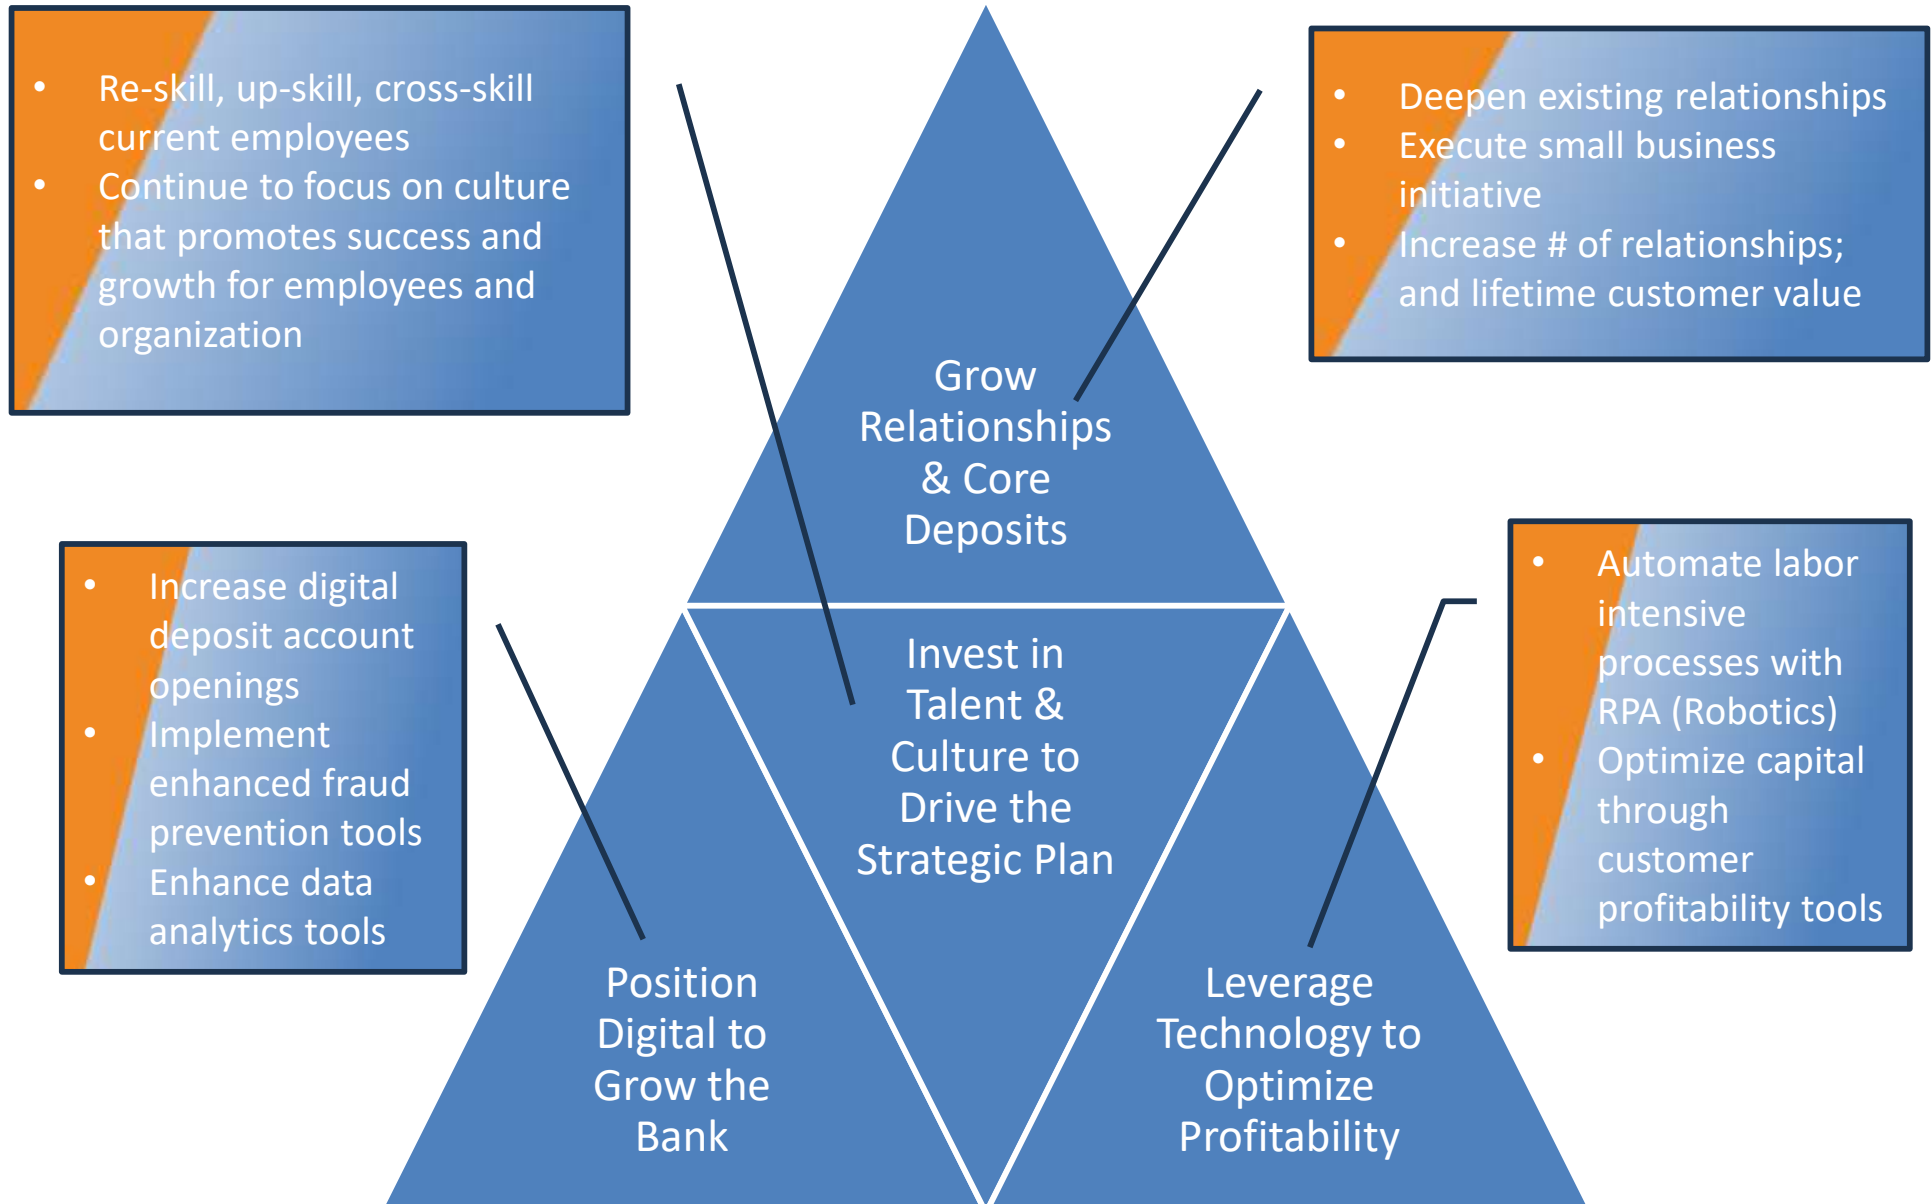 • Re-skill, up-skill, cross-skill
current employees
• Continue to focus on culture
that promotes success and
growth for employees and
organization
• Deepen existing relationships
• Execute small business
initiative
• Increase # of relationships;
and lifetime customer value
Grow
Relationships
& Core
Deposits
• Increase digital
deposit account
openings
• Implement
enhanced fraud
prevention tools
• Enhance data
analytics tools
Invest in
Talent &
Culture to
Drive the
Strategic Plan
• Automate labor
intensive
processes with
RPA (Robotics)
• Optimize capital
through
customer
profitability tools
Position
Digital to
Grow the
Bank
Leverage
Technology to
Optimize
Profitability